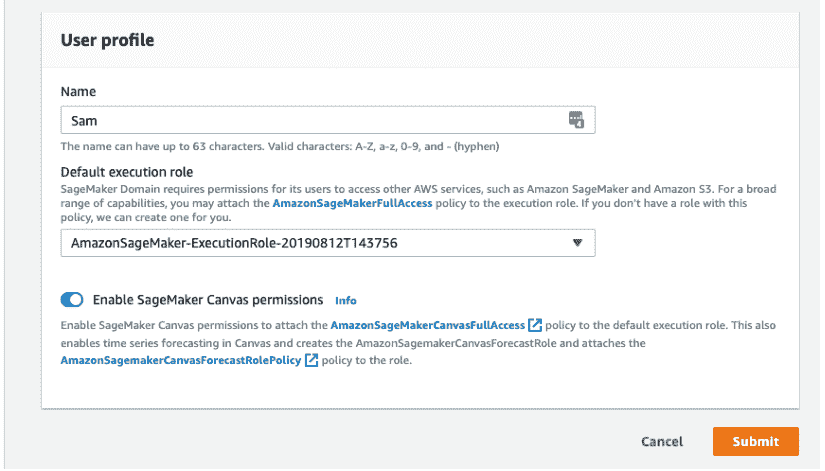 User profile
Name
Sam
The name can have up to 63 characters. Valid characters: A-Z, a-z, 0-9, and - (hyphen)
Default execution role
SageMaker Domain requires permissions for its users to access other AWS services, such as Amazon SageMaker and Amazon S3. For a broad
range of capabilities, you may attach the AmazonSageMakerFullAccess policy to the execution role. If you don't have a role with this
policy, we can create one for you.
AmazonSageMaker-ExecutionRole-20190812T143756
Enable SageMaker Canvas permissions Info
Enable SageMaker Canvas permissions to attach the AmazonSageMakerCanvasFullAccess policy to the default execution role. This also
enables time series forecasting in Canvas and creates the AmazonSagemakerCanvasForecastRole and attaches the
AmazonSagemakerCanvasForecastRolePolicy policy to the role.
Cancel Submit